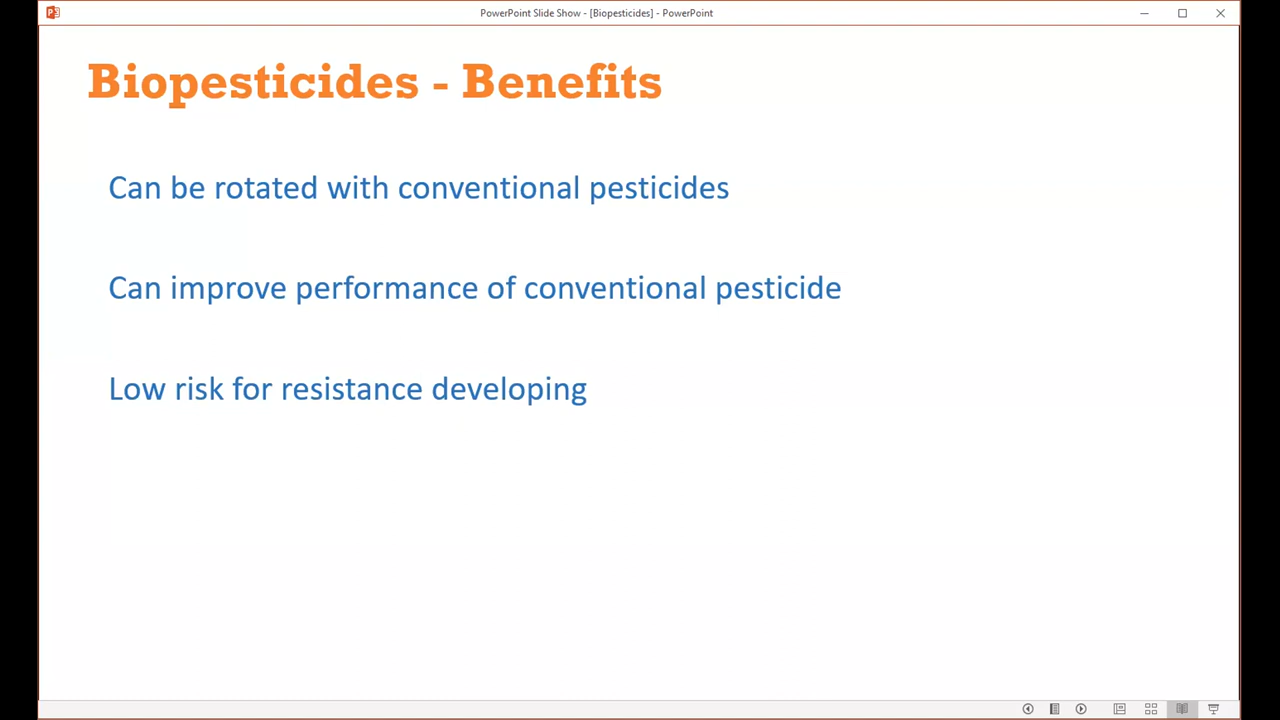 PowerPoint Slide Show - [Biopesticides] - PowerPoint
Biopesticides - Benefits
Can be rotated with conventional pesticides
Can improve performance of conventional pesticide
Low risk for resistance developing